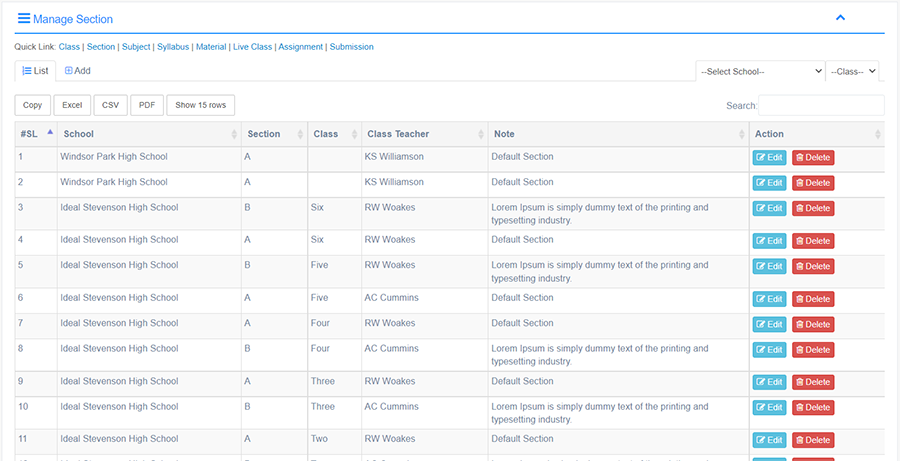 Manage Section
Quick Link: Class | Section | Subject | Syllabus | Material | Live Class | Assignment | Submission
List Add --Select School-- --Class--
Copy Excel CSV PDF Show 15 rows Search:
#SL School Section Class Class Teacher Note Action
1 Windsor Park High School A KS Williamson Default Section Edit Delete
2 Windsor Park High School A KS Williamson Default Section Edit Delete
3 Ideal Stevenson High School B Six RW Woakes Lorem Ipsum is simply dummy text of the printing and Edit Delete
typesetting industry.
4 Ideal Stevenson High School A Six RW Woakes Default Section Edit Delete
5 Ideal Stevenson High School B Five RW Woakes Lorem Ipsum is simply dummy text of the printing and Edit Delete
typesetting industry.
6 Ideal Stevenson High School A Five AC Cummins Default Section Edit Delete
7 Ideal Stevenson High School A Four RW Woakes Default Section Edit Delete
8 Ideal Stevenson High School B Four AC Cummins Lorem Ipsum is simply dummy text of the printing and Edit Delete
typesetting industry.
9 Ideal Stevenson High School A Three RW Woakes Default Section Edit Delete
10 Ideal Stevenson High School B Three AC Cummins Lorem Ipsum is simply dummy text of the printing and Edit Delete
typesetting industry.
11 Ideal Stevenson High School A Two RW Woakes Default Section Edit Delete